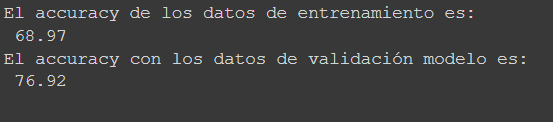 El accuracy de los datos de entrenamiento es:
68.97
El accuracy con los datos de validación modelo es:
76.92